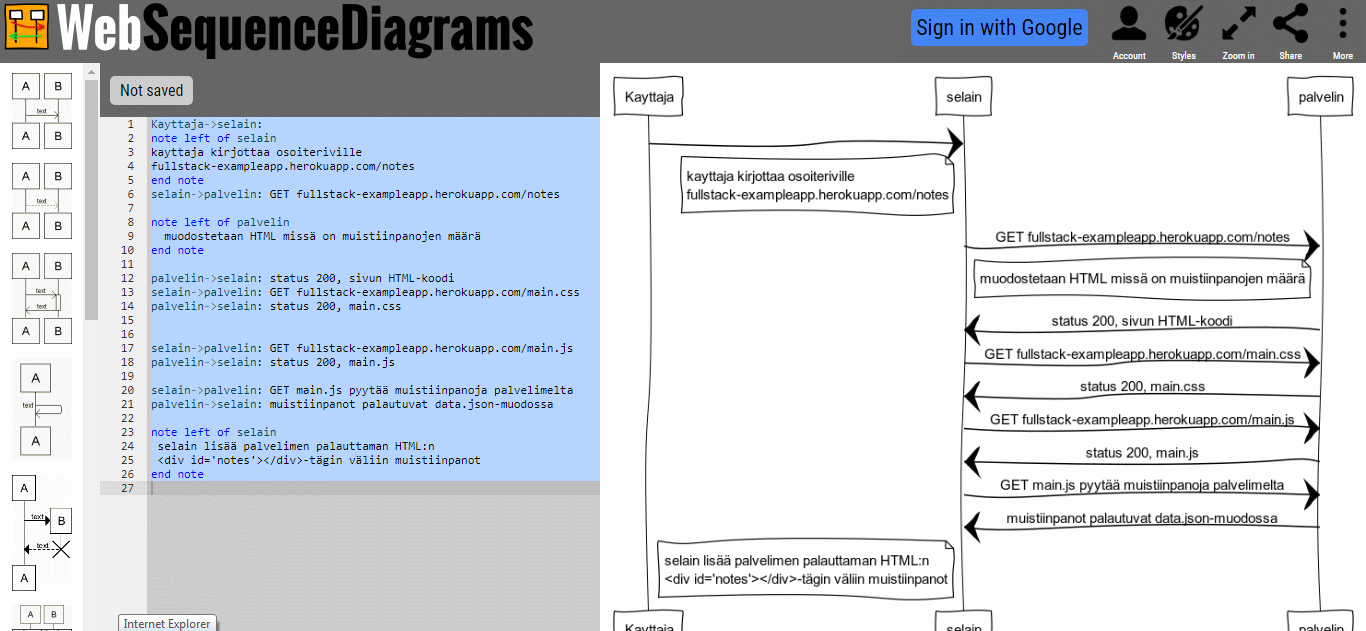 WebSequenceDiagrams
Sign in with Google
Account
Styles
Zoom in
Share
More
A B
text
A B
A B
text
A B
A B
text
text
A B
A
text
A
A
text
B
text
A
A B
Not saved
1 Kayttaja->selain:
2 note left of selain
3 kayttaja kirjottaa osoiteriville
4 fullstack-exampleapp.herokuapp.com/notes
5 end note
6 selain->palvelin: GET fullstack-exampleapp.herokuapp.com/notes
7
8 note left of palvelin
9 muodostetaan HTML missä on muistiinpanojen määrä
10 end note
11
12 palvelin->selain: status 200, sivun HTML-koodi
13 selain->palvelin: GET fullstack-exampleapp.herokuapp.com/main.css
14 palvelin->selain: status 200, main.css
15
16
17 selain->palvelin: GET fullstack-exampleapp.herokuapp.com/main.js
18 palvelin->selain: status 200, main.js
19
20 selain->palvelin: GET main.js pyytää muistiinpanoja palvelimelta
21 palvelin->selain: muistiinpanot palautuvat data.json-muodossa
22
23 note left of selain
24 selain lisää palvelimen palauttaman HTML:n
25 <div id='notes'></div>-tägin väliin muistiinpanot
26 end note
27
Internet Explorer
Kayttaja
selain
palvelin
kayttaja kirjottaa osoiteriville
fullstack-exampleapp.herokuapp.com/notes
GET fullstack-exampleapp.herokuapp.com/notes
muodostetaan HTML missä on muistiinpanojen määrä
status 200, sivun HTML-koodi
GET fullstack-exampleapp.herokuapp.com/main.css
status 200, main.css
GET fullstack-exampleapp.herokuapp.com/main.js
status 200, main.js
GET main.js pyytää muistiinpanoja palvelimelta
muistiinpanot palautuvat data.json-muodossa
selain lisää palvelimen palauttaman HTML:n
<div id='notes'></div>-tägin väliin muistiinpanot
Kayttaja
selain
palvelin